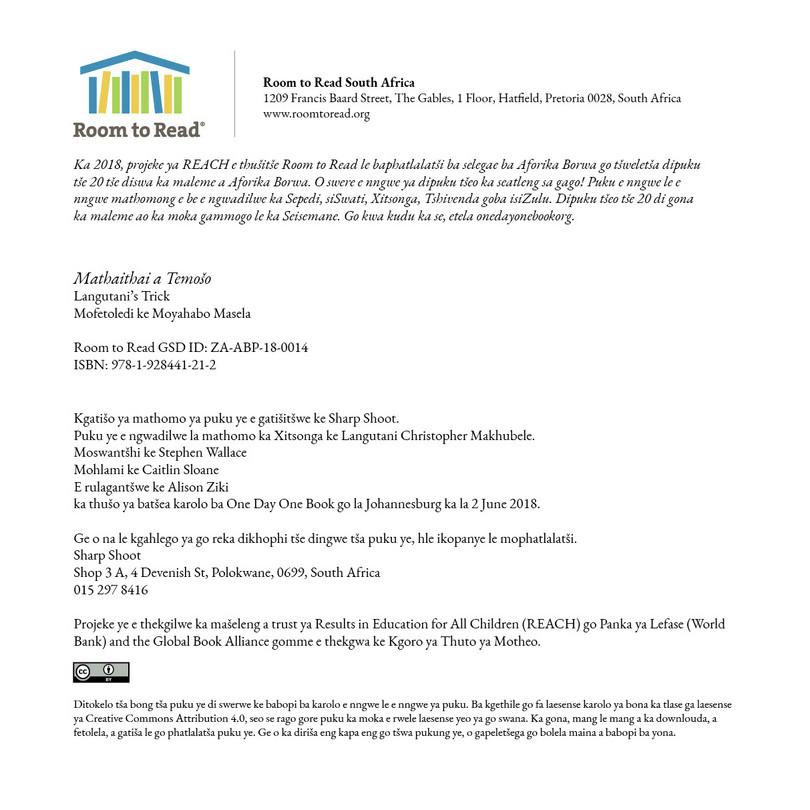 Room to Read®
Room to Read South Africa
1209 Francis Baard Street, The Gables, 1 Floor, Hatfield, Pretoria 0028, South Africa
www.roomtoread.org
Ka 2018, projeke ya REACH e thušitše Room to Read le baphatlalatši ba selegae ba Aforika Borwa go tšweletša dipuku
tše 20 tše diswa ka maleme a Aforika Borwa. O swere e nngwe ya dipuku tšeo ka seatleng sa gago! Puku e nngwe le e
nngwe mathomong e be e ngwadilwe ka Sepedi, siSwati, Xitsonga, Tshivenda goba isiZulu. Dipuku tšeo tše 20 di gona
ka maleme ao ka moka gammogo le ka Seisemane. Go kwa kudu ka se, etela onedayonebookorg.
Mathaithai a Temošo
Langutani’s Trick
Mofetoledi ke Moyahabo Masela
Room to Read GSD ID: ZA-ABP-18-0014
ISBN: 978-1-928441-21-2
Kgatišo ya mathomo ya puku ye e gatišitšwe ke Sharp Shoot.
Puku ye e ngwadilwe la mathomo ka Xitsonga ke Langutani Christopher Makhubele.
Moswantšhi ke Stephen Wallace
Mohlami ke Caitlin Sloane
E rulagantšwe ke Alison Ziki
ka thušo ya batšea karolo ba One Day One Book go la Johannesburg ka la 2 June 2018.
Ge o na le kgahlego ya go reka dikhophi tše dingwe tša puku ye, hle ikopanye le mophatlalatši.
Sharp Shoot
Shop 3 A, 4 Devenish St, Polokwane, 0699, South Africa
015 297 8416
Projeke ye e thekgilwe ka mašeleng a trust ya Results in Education for All Children (REACH) go Panka ya Lefase (World
Bank) and the Global Book Alliance gomme e thekgwa ke Kgoro ya Thuto ya Motheo.
cc BY
Ditokelo tša bong tša puku ye di swerwe ke babopi ba karolo e nngwe le e nngwe ya puku. Ba kgethile go fa laesense karolo ya bona ka tlase ga laesense
ya Creative Commons Attribution 4.0, seo se rago gore puku ka moka e rwele laesense yeo ya go swana. Ka gona, mang le mang a ka downlouda, a
fetolela, a gatiša le go phatlalatša puku ye. Ge o ka diriša eng kapa eng go tšwa pukung ye, o gapeletšega go bolela maina a babopi ba yona.